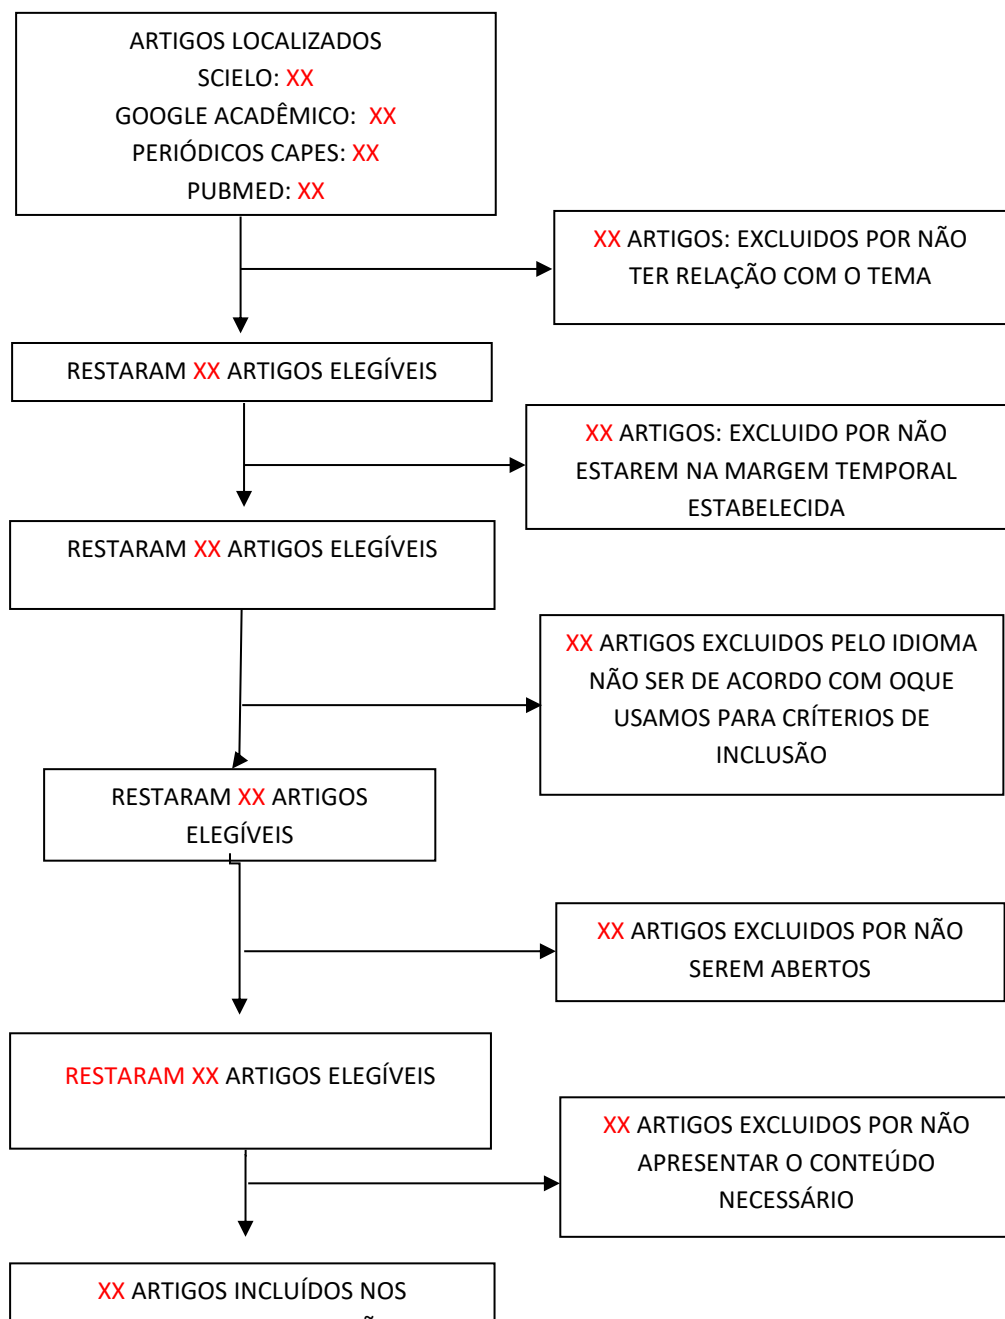 ARTIGOS LOCALIZADOS
SCIELO: XX
GOOGLE ACADÊMICO: XX
PERIÓDICOS CAPES: XX
PUBMED: XX
XX ARTIGOS: EXCLUIDOS POR NÃO
TER RELAÇÃO COM O TEMA
RESTARAM XX ARTIGOS ELEGÍVEIS
XX ARTIGOS: EXCLUIDO POR NÃO
ESTAREM NA MARGEM TEMPORAL
ESTABELECIDA
RESTARAM XX ARTIGOS ELEGÍVEIS
XX ARTIGOS EXCLUIDOS PELO IDIOMA
NÃO SER DE ACORDO COM OQUE
USAMOS PARA CRÍTERIOS DE
INCLUSÃO
RESTARAM XX ARTIGOS
ELEGÍVEIS
XX ARTIGOS EXCLUIDOS POR NÃO
SEREM ABERTOS
RESTARAM XX ARTIGOS ELEGÍVEIS
XX ARTIGOS EXCLUIDOS POR NÃO
APRESENTAR O CONTEÚDO
NECESSÁRIO
XX ARTIGOS INCLUÍDOS NOS